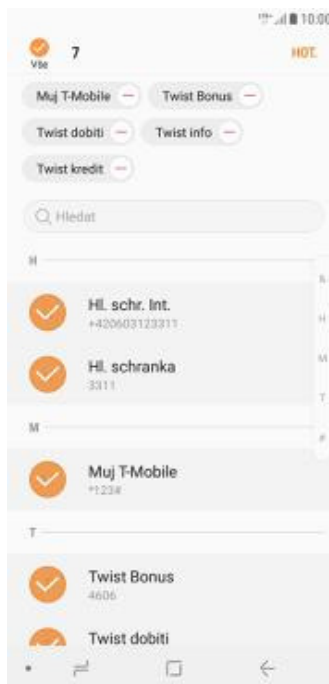 10:00
7
HOT.
Vše
Muj T-Mobile
Twist Bonus
Twist dobiti
Twist info
Twist kredit
Hledat
H
Hl. schr. Int.
+420603123311
Hl. schranka
3311
M
Muj T-Mobile
*123#
T
Twist Bonus
4606
Twist dobiti
&
H
M
T
#